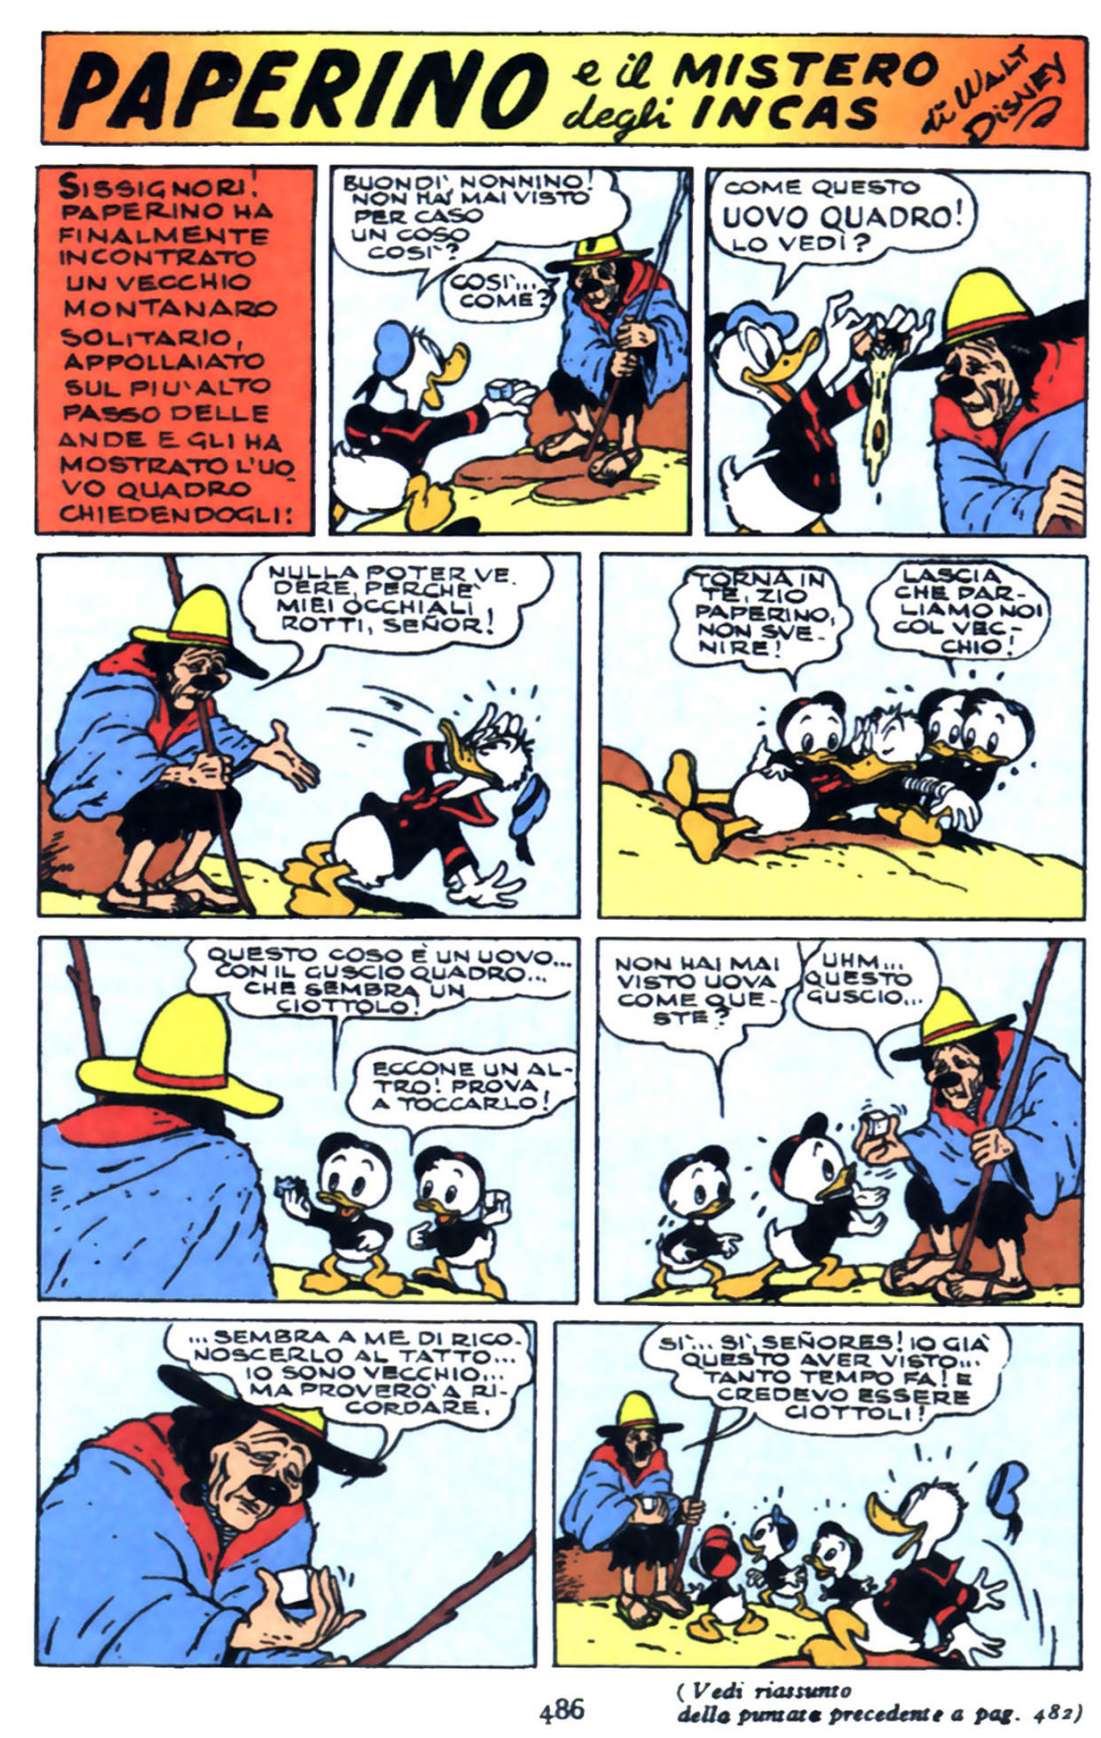 PAPERINO e il MISTERO
degli INCAS
di WALT
DISNEY
SISSIGNORI!
PAPERINO HA
FINALMENTE
INCONTRATO
UN VECCHIO
MONTANARO
SOLITARIO,
APPOLLAIATO
SUL PIU' ALTO
PASSO DELLE
ANDE E GLI HA
MOSTRATO L'UO
VO QUADRO
CHIEDENDOGLI:
BUONDI', NONNINO!
NON HAI MAI VISTO
PER CASO
UN COSO
COSI'?
COSI'...
COME?
COME QUESTO
UOVO QUADRO!
LO VEDI?
NULLA POTER VE-
DERE, PERCHE'
MIEI OCCHIALI
ROTTI, SEÑOR!
TORNA IN
TE, ZIO
PAPERINO,
NON SVE-
NIRE!
LASCIA
CHE PAR-
LIAMO NOI
COL VEC-
CHIO!
QUESTO COSO È UN UOVO...
CON IL GUSCIO QUADRO...
CHE SEMBRA UN
CIOTTOLO!
ECCONE UN AL-
TRO! PROVA
A TOCCARLO!
NON HAI MAI
VISTO UOVA
COME QUE-
STE?
UHM...
QUESTO
GUSCIO...
...SEMBRA A ME DI RICO-
NOSCERLO AL TATTO...
IO SONO VECCHIO...
MA PROVERO' A RI-
CORDARE.
SI'... SI', SEÑORES! IO GIA'
QUESTO AVER VISTO...
TANTO TEMPO FA! E
CREDEVO ESSERE
CIOTTOLI!
486
(Vedi riassunto
della puntata precedente a pag. 482)